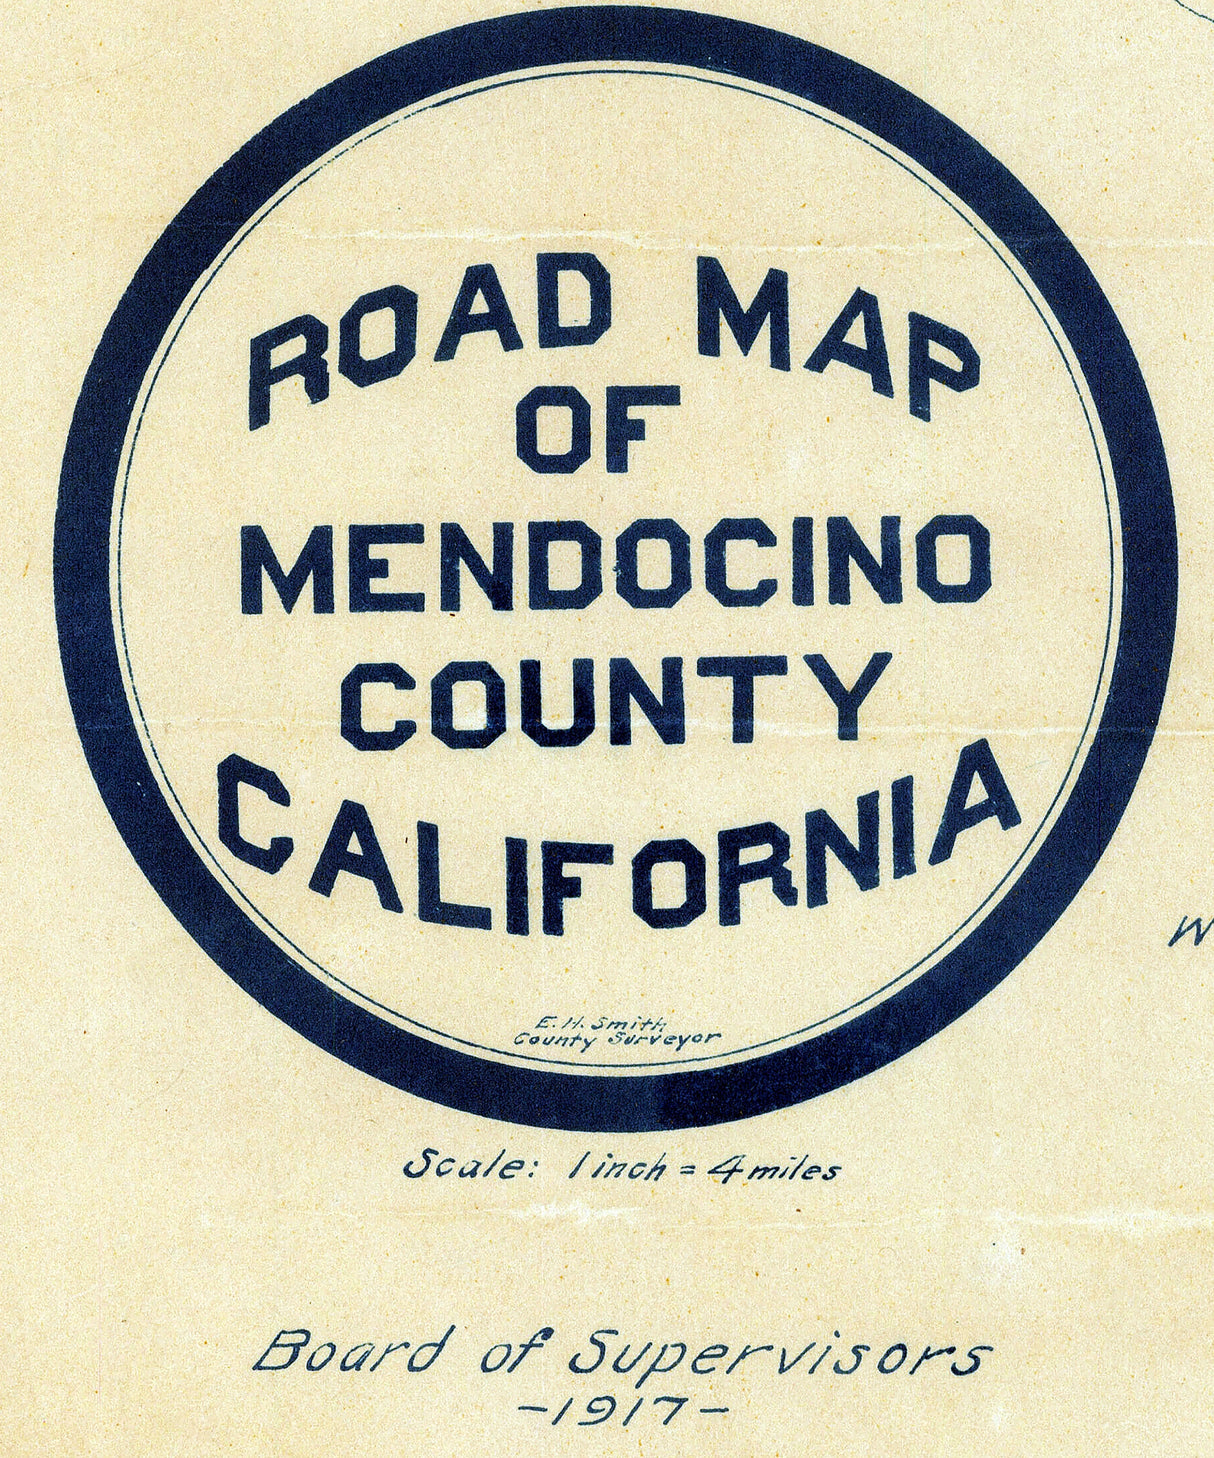 ROAD MAP
OF
MENDOCINO
COUNTY
CALIFORNIA
E. H. Smith
County Surveyor
Scale: 1 inch = 4 miles
Board of Supervisors
-1917-